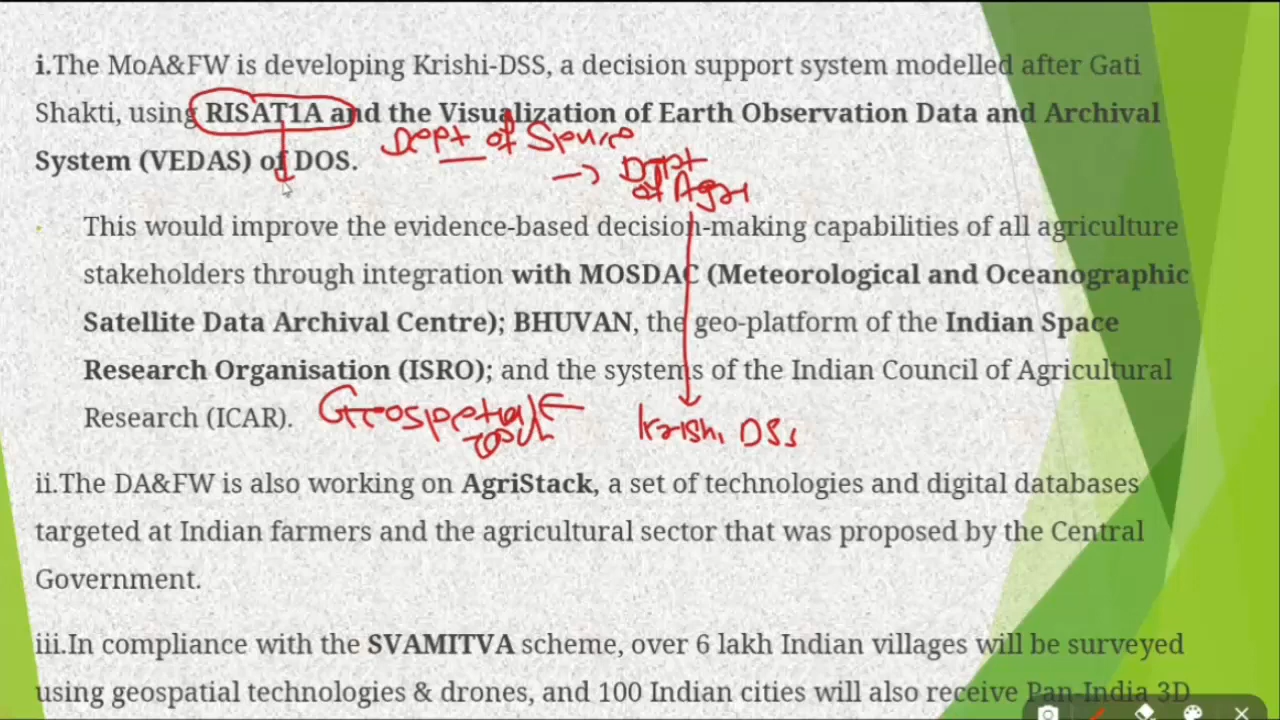 i.The MoA&FW is developing Krishi-DSS, a decision support system modelled after Gati
Shakti, using RISAT1A and the Visualization of Earth Observation Data and Archival
Dept of Space
System (VEDAS) of DOS.
→ Dept
of Agri
This would improve the evidence-based decision-making capabilities of all agriculture
stakeholders through integration with MOSDAC (Meteorological and Oceanographic
Satellite Data Archival Centre); BHUVAN, the geo-platform of the Indian Space
Research Organisation (ISRO); and the systems of the Indian Council of Agricultural
Research (ICAR).
Geospetial
Krishi DSS
ii.The DA&FW is also working on AgriStack, a set of technologies and digital databases
targeted at Indian farmers and the agricultural sector that was proposed by the Central
Government.
iii.In compliance with the SVAMITVA scheme, over 6 lakh Indian villages will be surveyed
using geospatial technologies & drones, and 100 Indian cities will also receive Pan-India 3D